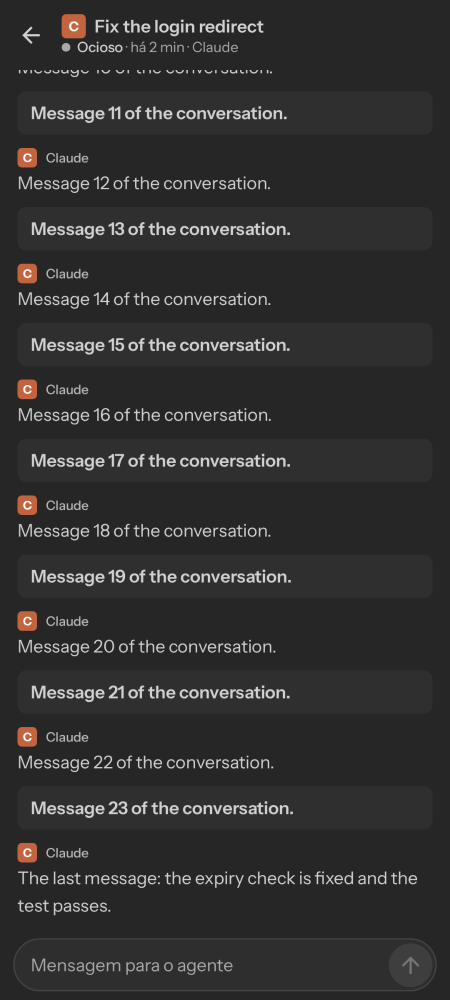 C Fix the login redirect
Ocioso · há 2 min · Claude
Message 10 of the conversation.
Message 11 of the conversation.
C Claude
Message 12 of the conversation.
Message 13 of the conversation.
C Claude
Message 14 of the conversation.
Message 15 of the conversation.
C Claude
Message 16 of the conversation.
Message 17 of the conversation.
C Claude
Message 18 of the conversation.
Message 19 of the conversation.
C Claude
Message 20 of the conversation.
Message 21 of the conversation.
C Claude
Message 22 of the conversation.
Message 23 of the conversation.
C Claude
The last message: the expiry check is fixed and the
test passes.
Mensagem para o agente